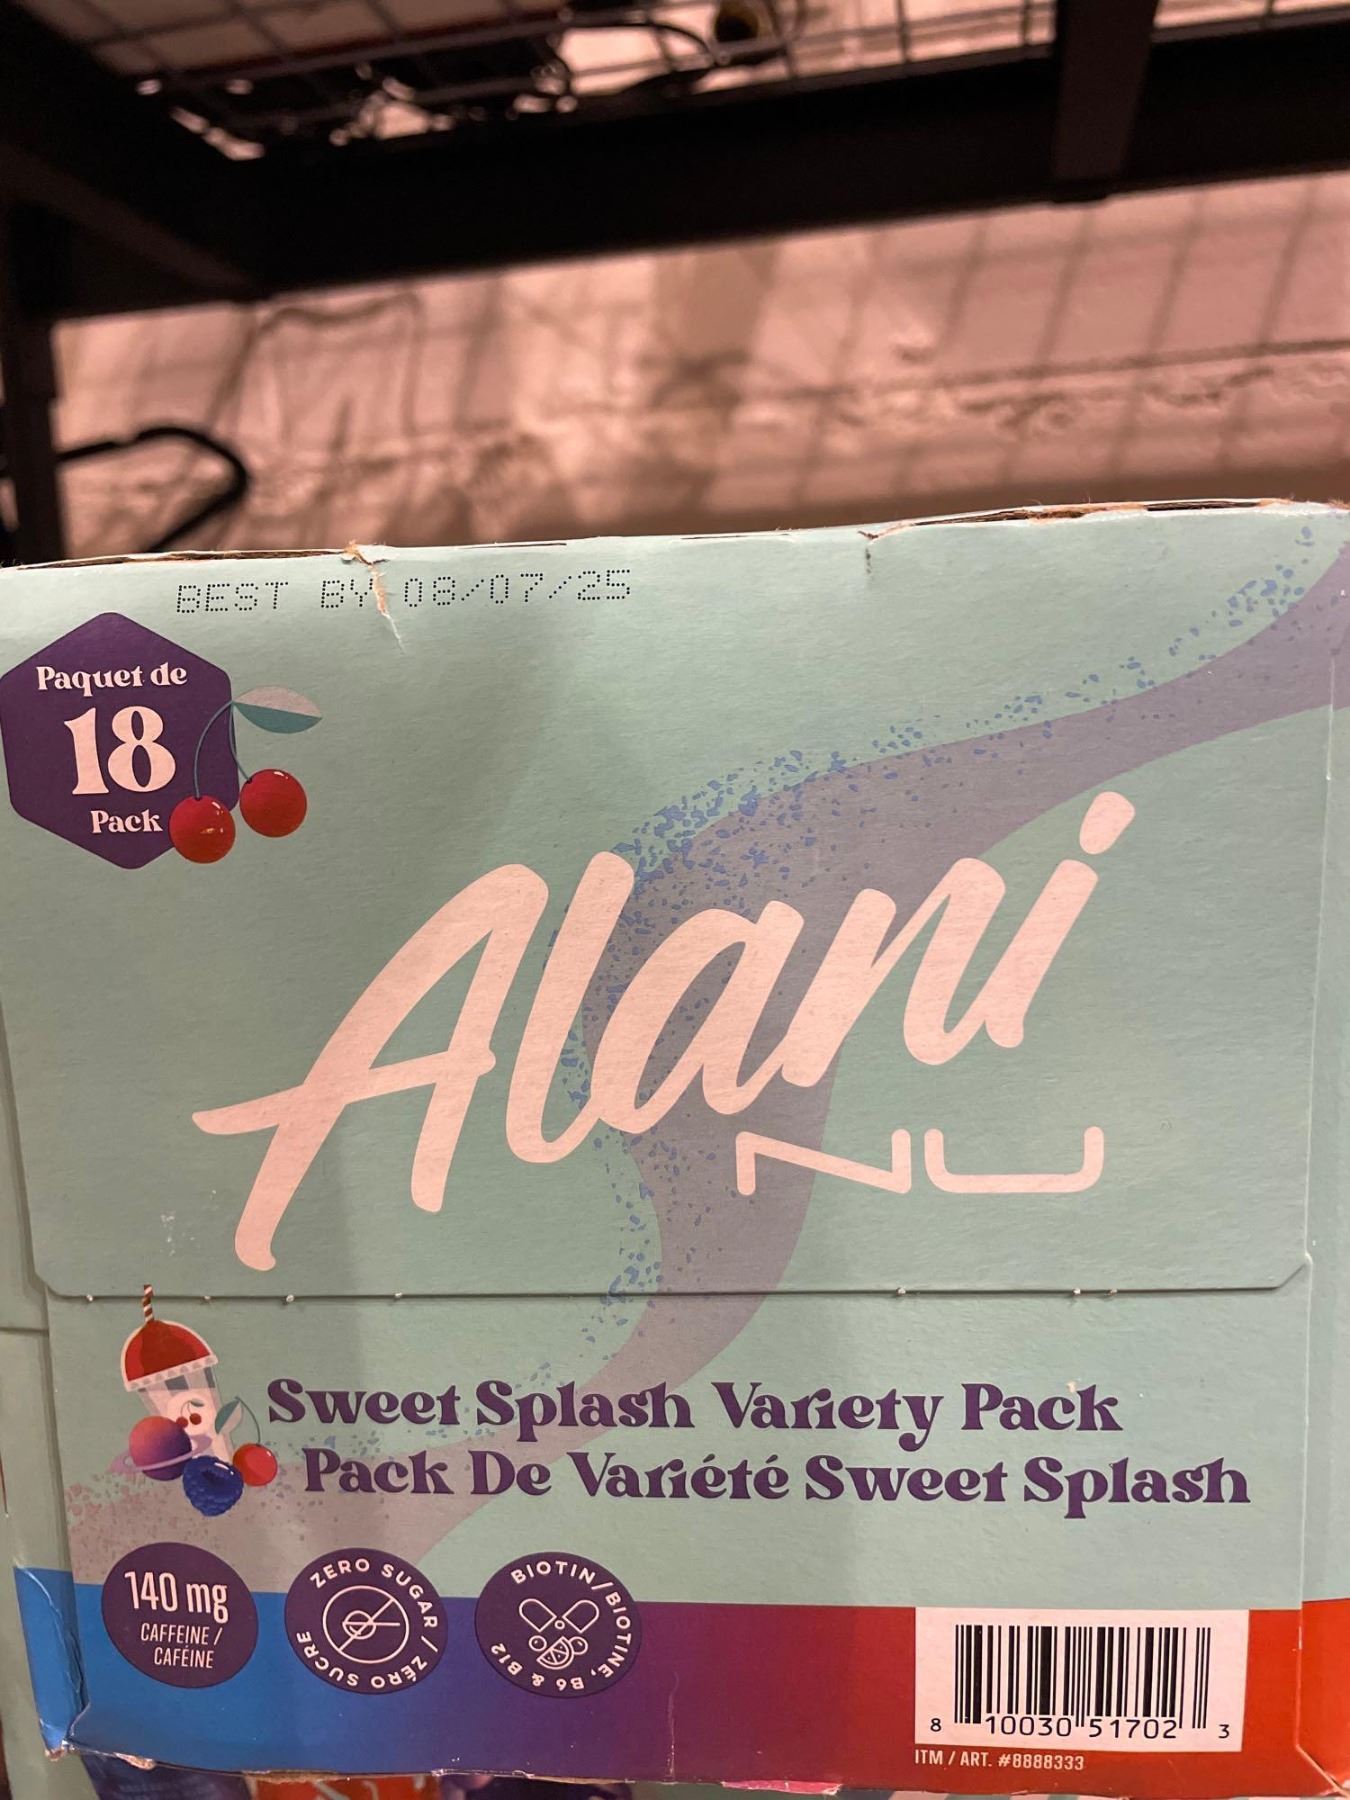 BEST BY 08/07/25
Paquet de
18
Pack
Alani
NU
Sweet Splash Variety Pack
Pack De Variété Sweet Splash
140 mg
CAFFEINE /
CAFÉINE
ZERO SUGAR / ZÉRO SUCRE
BIOTIN/BIOTINE, B6 & B12
8 10030 51702 3
ITM / ART. #8888333